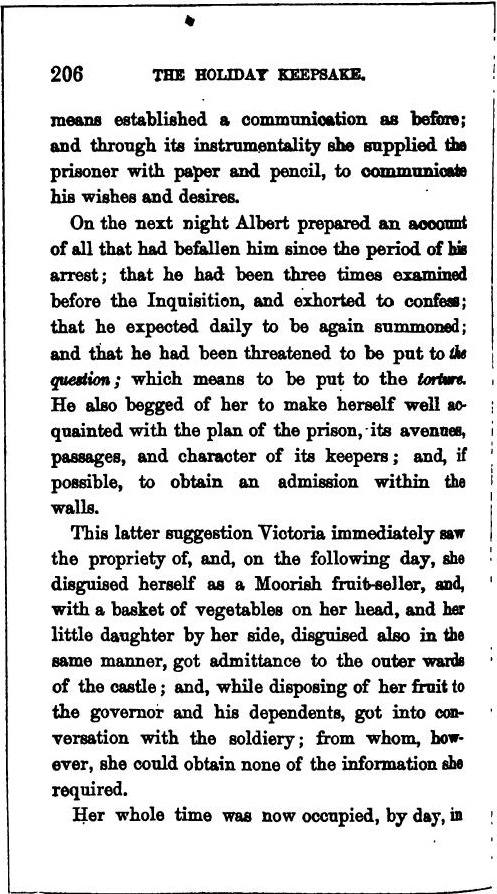 206 THE HOLIDAY KEEPSAKE.
means established a communication as before;
and through its instrumentality she supplied the
prisoner with paper and pencil, to communicate
his wishes and desires.
On the next night Albert prepared an account
of all that had befallen him since the period of his
arrest; that he had been three times examined
before the Inquisition, and exhorted to confess;
that he expected daily to be again summoned;
and that he had been threatened to be put to the
question; which means to be put to the torture.
He also begged of her to make herself well ac-
quainted with the plan of the prison, its avenues,
passages, and character of its keepers; and, if
possible, to obtain an admission within the
walls.
This latter suggestion Victoria immediately saw
the propriety of, and, on the following day, she
disguised herself as a Moorish fruit-seller, and,
with a basket of vegetables on her head, and her
little daughter by her side, disguised also in the
same manner, got admittance to the outer wards
of the castle; and, while disposing of her fruit to
the governor and his dependents, got into con-
versation with the soldiery; from whom, how-
ever, she could obtain none of the information she
required.
Her whole time was now occupied, by day, in